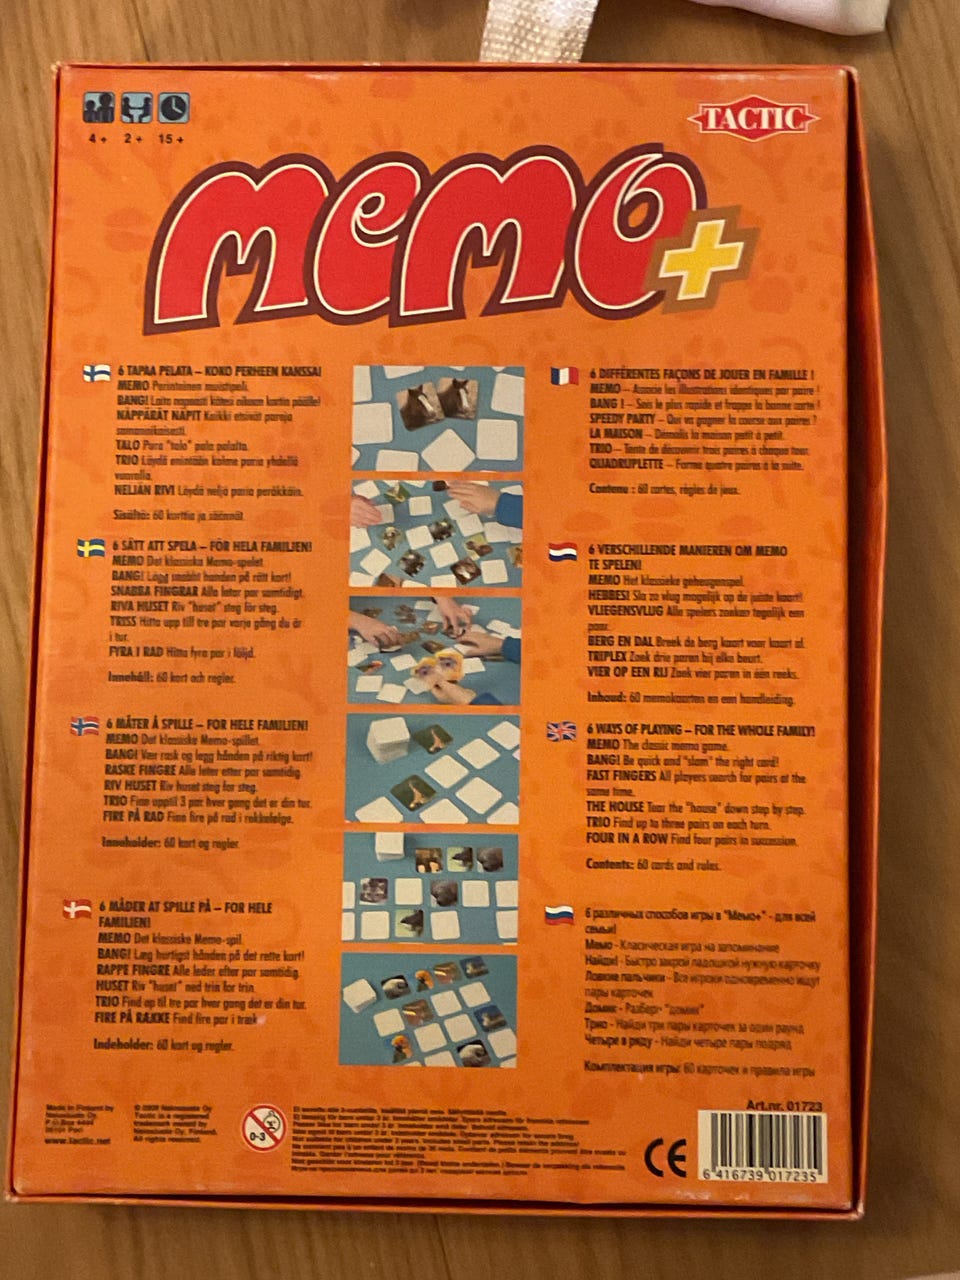 4+ 2+ 15+
TACTIC
memo+
6 TAPAA PELATA – KOKO PERHEEN KANSSA!
MEMO Perinteinen muistipeli.
BANG! Laita nopeasti kätesi oikean kortin päälle!
NÄPPÄRÄT NÄPIT Kaikki etsivät pareja
samanaikaisesti.
TALO Pura "talo" pala palalta.
TRIO Löydä enintään kolme paria yhdellä
vuorolla.
NELJÄN RIVI Löydä neljä paria peräkkäin.
Sisältö: 60 korttia ja säännöt.
6 SÄTT ATT SPELA – FÖR HELA FAMILJEN!
MEMO Det klassiska Memo-spelet.
BANG! Lägg snabbt handen på rätt kort!
SNABBA FINGRAR Alla letar par samtidigt.
RIVA HUSET Riv "huset" steg för steg.
TRISS Hitta upp till tre par varje gång du är
i tur.
FYRA I RAD Hitta fyra par i följd.
Innehåll: 60 kort och regler.
6 MÅTER Å SPILLE – FOR HELE FAMILIEN!
MEMO Det klassiske Memo-spillet.
BANG! Vær rask og legg hånden på riktig kort!
RASKE FINGRE Alle leter etter par samtidig.
RIV HUSET Riv huset steg for steg.
TRIO Finn opptil 3 par hver gang det er din tur.
FIRE PÅ RAD Finn fire på rad i rekkefølge.
Inneholder: 60 kort og regler.
6 MÅDER AT SPILLE PÅ – FOR HELE
FAMILIEN!
MEMO Det klassiske Memo-spil.
BANG! Læg hurtigst hånden på det rette kort!
RAPPE FINGRE Alle leder efter par samtidig.
HUSET Riv "huset" ned trin for trin.
TRIO Find op til tre par hver gang det er din tur.
FIRE PÅ RÆKKE Find fire par i træk.
Indeholder: 60 kort og regler.
6 DIFFÉRENTES FAÇONS DE JOUER EN FAMILLE !
MEMO – Associe les illustrations identiques par paire !
BANG ! – Sois le plus rapide et frappe la bonne carte !
SPEEDY PARTY – Qui va gagner la course aux paires ?
LA MAISON – Démolis la maison petit à petit.
TRIO – Tente de découvrir trois paires à chaque tour.
QUADRUPLETTE – Forme quatre paires à la suite.
Contenu : 60 cartes, règles de jeux.
6 VERSCHILLENDE MANIEREN OM MEMO
TE SPELEN!
MEMO Het klassieke geheugenspel.
HEBBES! Sla zo vlug mogelijk op de juiste kaart!
VLIEGENSVLUG Alle spelers zoeken tegelijk een
paar.
BERG EN DAL Breek de berg kaart voor kaart af.
TRIPLEX Zoek drie paren bij elke beurt.
VIER OP EEN RIJ Zoek vier paren in één reeks.
Inhoud: 60 memokaarten en een handleiding.
6 WAYS OF PLAYING – FOR THE WHOLE FAMILY!
MEMO The classic memo game.
BANG! Be quick and "slam" the right card!
FAST FINGERS All players search for pairs at the
same time.
THE HOUSE Tear the "house" down step by step.
TRIO Find up to three pairs on each turn.
FOUR IN A ROW Find four pairs in succession.
Contents: 60 cards and rules.
6 различных способов игры в "Мемо+" - для всей
семьи!
Мемо - Класическая игра на запоминание
Найди! - Быстро закрой ладошкой нужную карточку
Ловкие пальчики - Все игроки одновременно ищут
пары карточек
Домик - Разберг "домик"
Трио - Найди три пары карточек за один раунд
Четыре в ряду - Найди четыре пары подряд
Комплектация игры: 60 карточек и правила игры
Made in Finland by
Nelostuote Oy
P.O.Box 4444
Pori
www.tactic.net
Nelostuote Oy
Tactic is a registered
trademark of
Nelostuote Oy, Finland.
All rights reserved.
0-3
CE
Art.nr. 01723
6 416739 017235